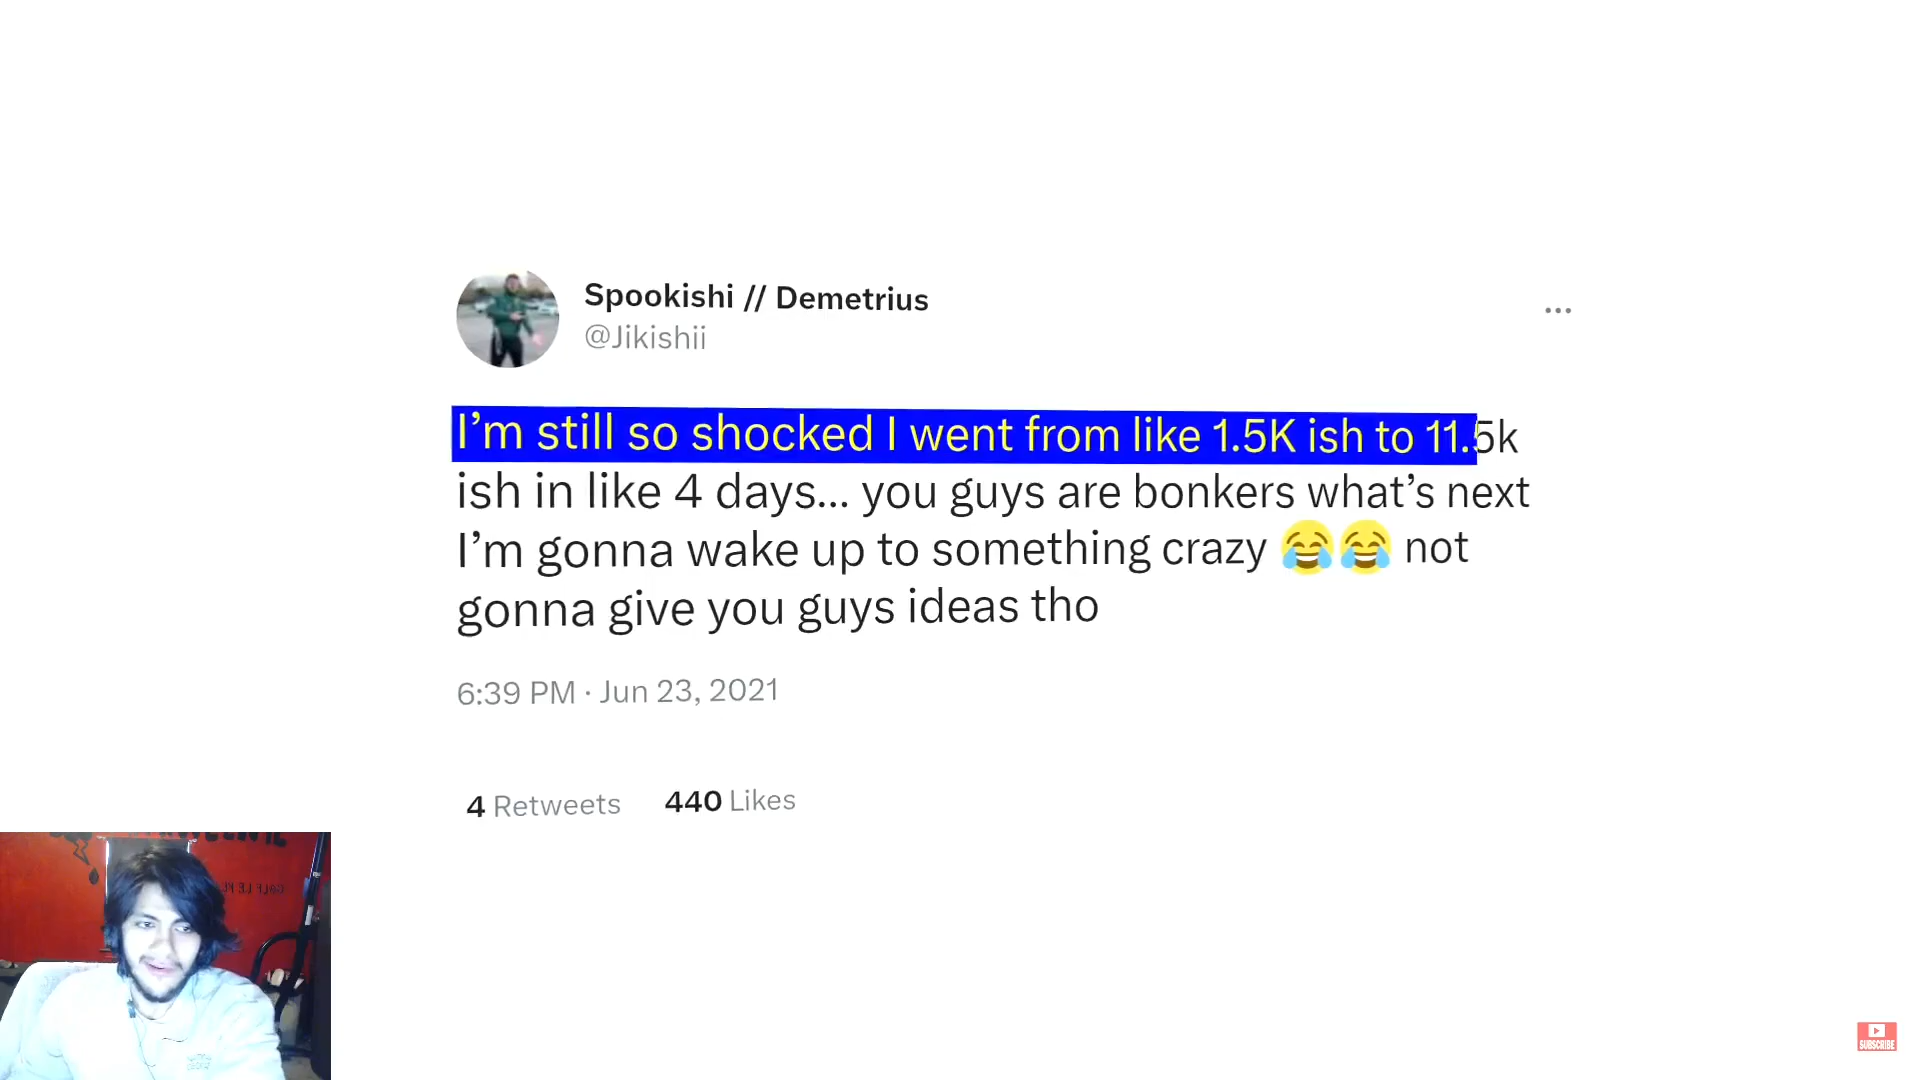 Spookishi // Demetrius
@Jikishii
...
I’m still so shocked I went from like 1.5K ish to 11.5k
ish in like 4 days... you guys are bonkers what’s next
I’m gonna wake up to something crazy 😂😂 not
gonna give you guys ideas tho
6:39 PM · Jun 23, 2021
4 Retweets 440 Likes
SUBSCRIBE